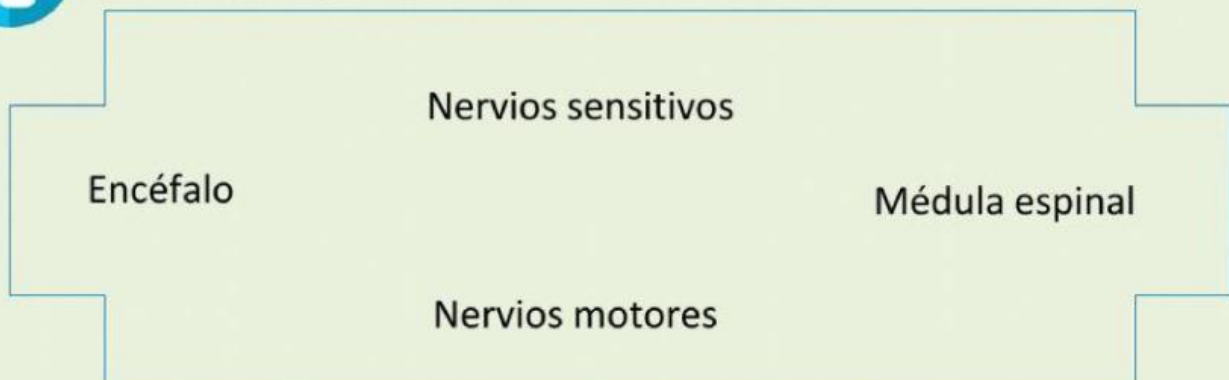 Nervios sensitivos
Encéfalo
Médula espinal
Nervios motores